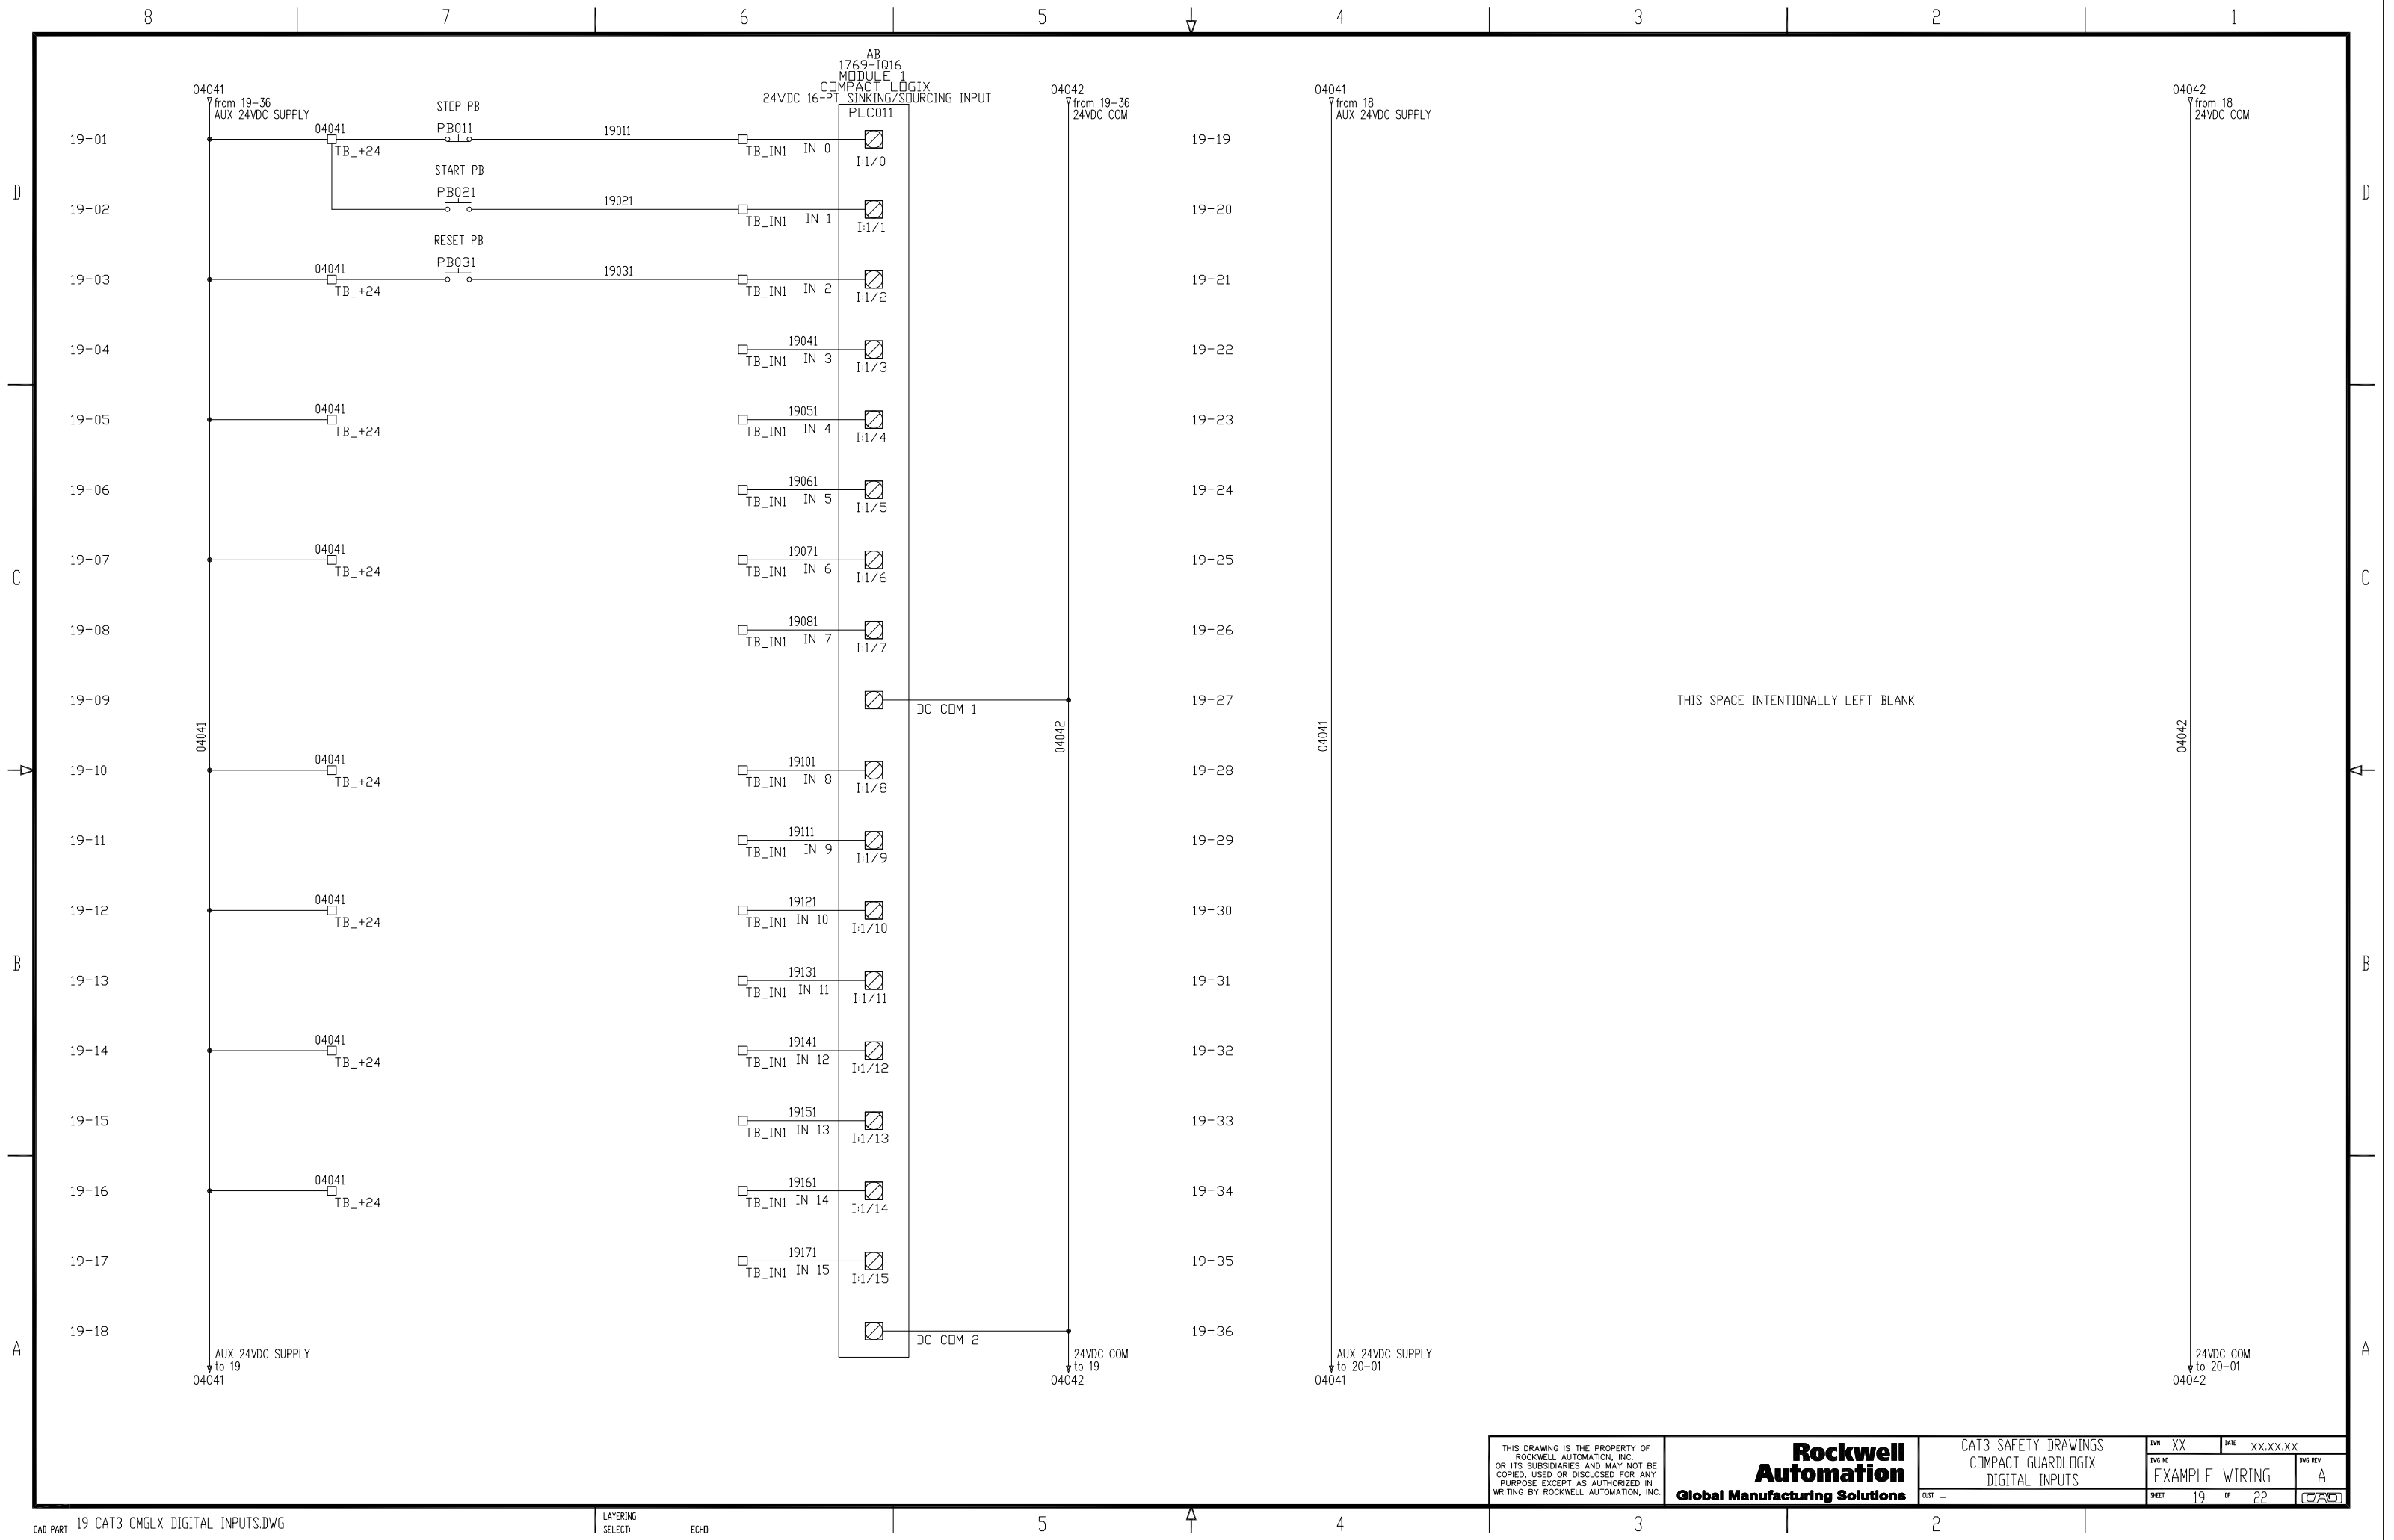 8 7 6 5 4 3 2 1
AB
1769-IQ16
MODULE 1
COMPACT LOGIX
24VDC 16-PT SINKING/SOURCING INPUT
PLC011
04041
from 19-36
AUX 24VDC SUPPLY
04042
from 19-36
24VDC COM
04041
from 18
AUX 24VDC SUPPLY
04042
from 18
24VDC COM
STOP PB
19-01 04041 PB011 19011 19-19
TB_+24 TB_IN1 IN 0
I:1/0
START PB
D PB021 D
19-02 19021 19-20
TB_IN1 IN 1
I:1/1
RESET PB
PB031
19-03 04041 19031 19-21
TB_+24 TB_IN1 IN 2
I:1/2
19-04 19041 19-22
TB_IN1 IN 3
I:1/3
19-05 04041 19051 19-23
TB_+24 TB_IN1 IN 4
I:1/4
19-06 19061 19-24
TB_IN1 IN 5
I:1/5
19-07 04041 19071 19-25
TB_+24 TB_IN1 IN 6
I:1/6
C C
19-08 19081 19-26
TB_IN1 IN 7
I:1/7
19-09 19-27 THIS SPACE INTENTIONALLY LEFT BLANK
DC COM 1
04041 04042 04041 04042
19-10 04041 19101 19-28
TB_+24 TB_IN1 IN 8
I:1/8
19-11 19111 19-29
TB_IN1 IN 9
I:1/9
19-12 04041 19121 19-30
TB_+24 TB_IN1 IN 10
I:1/10
B B
19-13 19131 19-31
TB_IN1 IN 11
I:1/11
19-14 04041 19141 19-32
TB_+24 TB_IN1 IN 12
I:1/12
19-15 19151 19-33
TB_IN1 IN 13
I:1/13
19-16 04041 19161 19-34
TB_+24 TB_IN1 IN 14
I:1/14
19-17 19171 19-35
TB_IN1 IN 15
I:1/15
19-18 19-36
DC COM 2
A A
AUX 24VDC SUPPLY
to 19
04041
24VDC COM
to 19
04042
AUX 24VDC SUPPLY
to 20-01
04041
24VDC COM
to 20-01
04042
THIS DRAWING IS THE PROPERTY OF
ROCKWELL AUTOMATION, INC.
OR ITS SUBSIDIARIES AND MAY NOT BE
COPIED, USED OR DISCLOSED FOR ANY
PURPOSE EXCEPT AS AUTHORIZED IN
WRITING BY ROCKWELL AUTOMATION, INC.
Rockwell
Automation
Global Manufacturing Solutions
CAT3 SAFETY DRAWINGS
COMPACT GUARDLOGIX
DIGITAL INPUTS
CUST -
DWN XX DATE XX.XX.XX
DWG NO EXAMPLE WIRING DWG REV A
SHEET 19 OF 22 CAD
CAD PART 19_CAT3_CMGLX_DIGITAL_INPUTS.DWG
LAYERING
SELECT: ECHO:
5 4 3 2